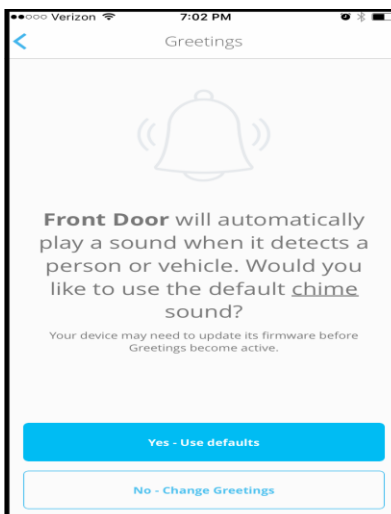 Verizon 7:02 PM
Greetings
Front Door will automatically
play a sound when it detects a
person or vehicle. Would you
like to use the default chime
sound?
Your device may need to update its firmware before
Greetings become active.
Yes - Use defaults
No - Change Greetings